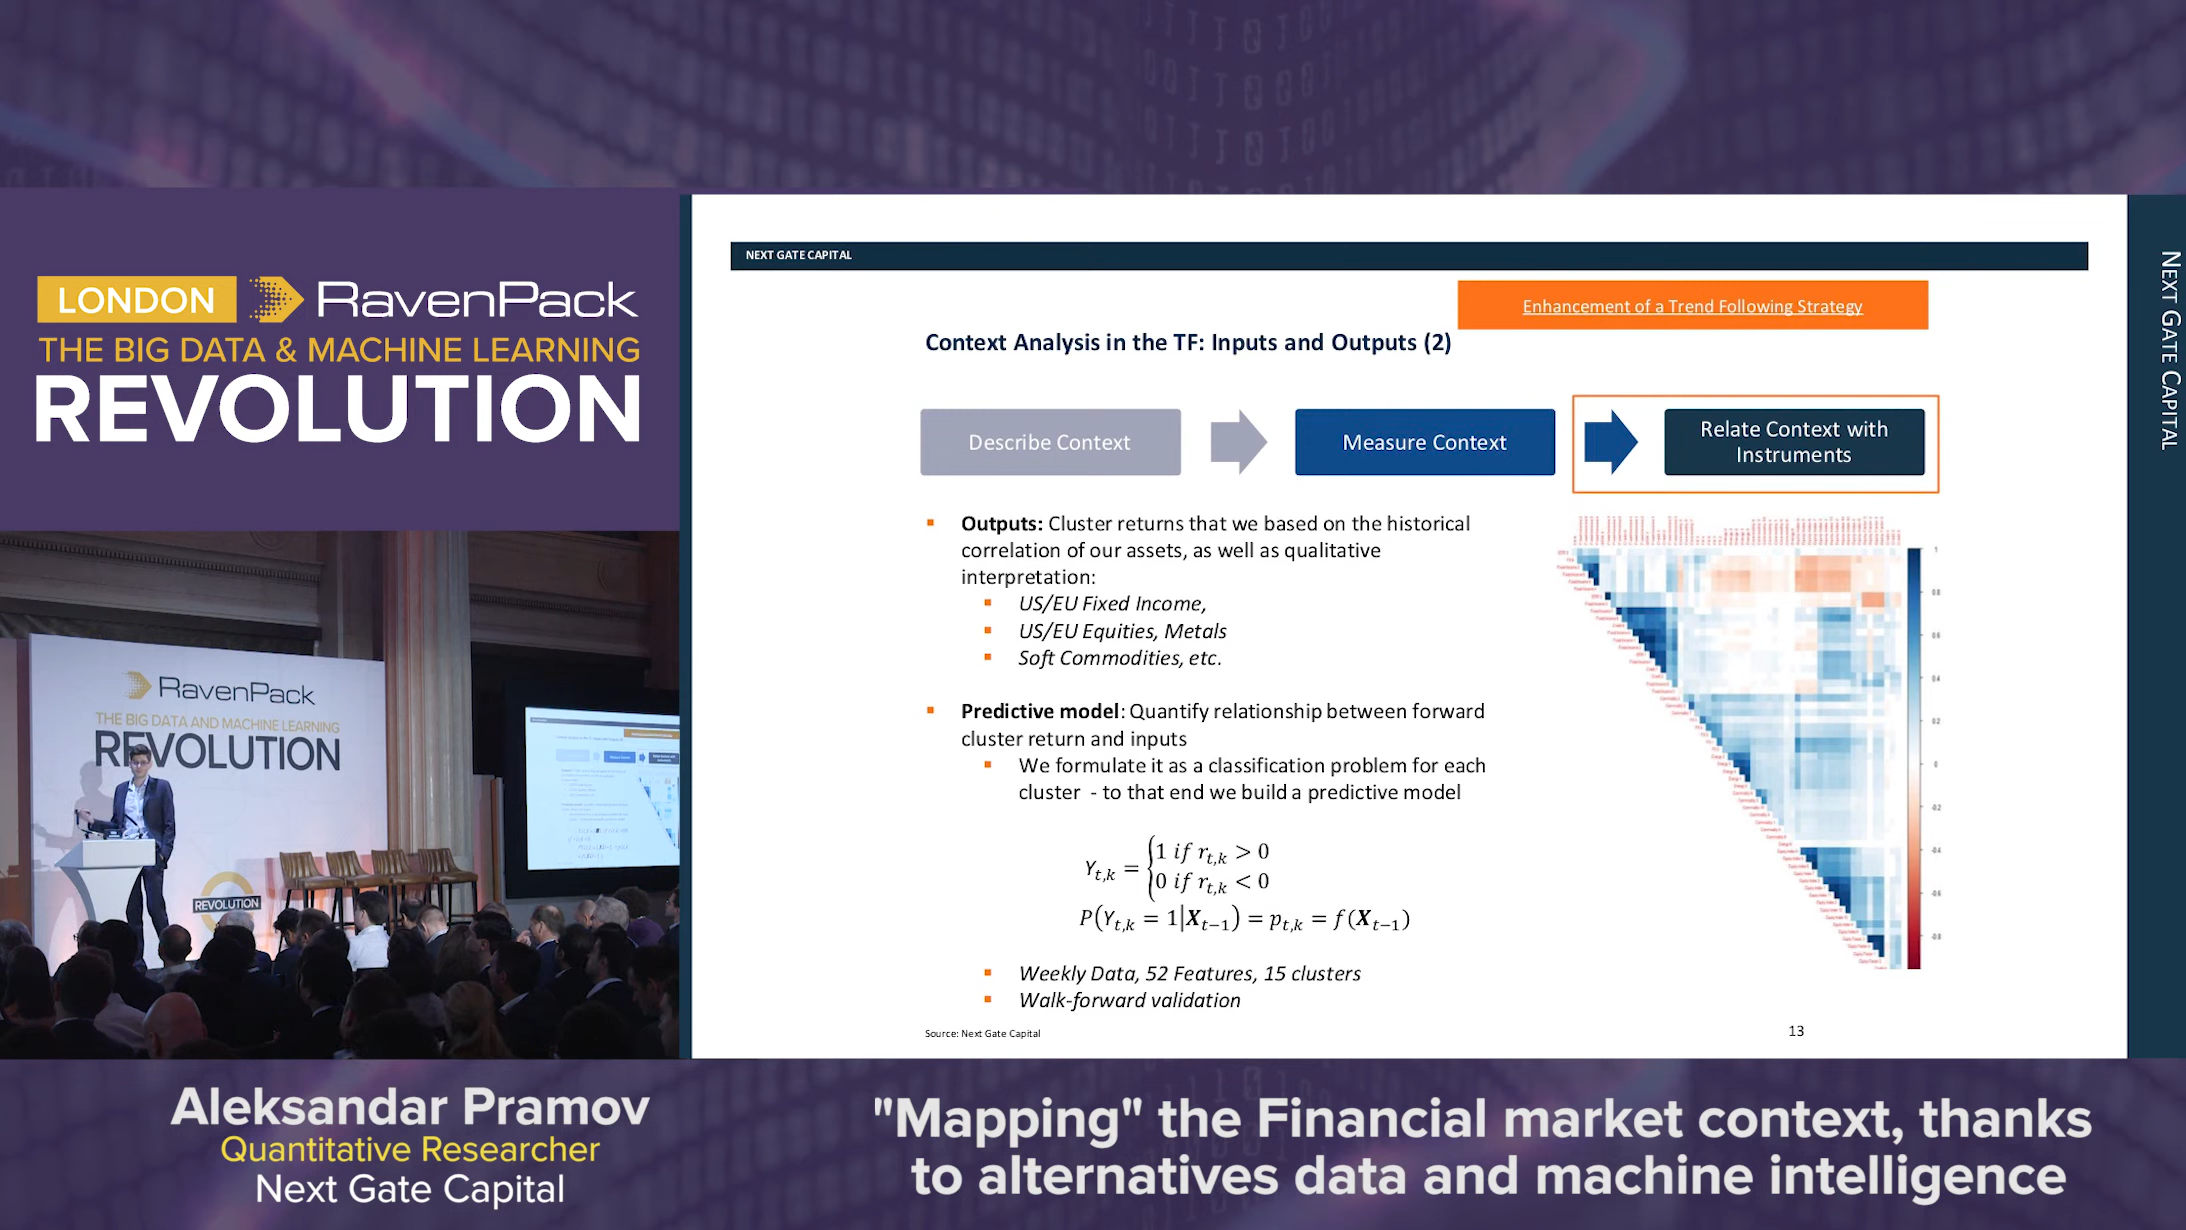 LONDON RavenPack
THE BIG DATA & MACHINE LEARNING
REVOLUTION
RavenPack
THE BIG DATA AND MACHINE LEARNING
REVOLUTION
REVOLUTION
NEXT GATE CAPITAL
Enhancement of a Trend Following Strategy
Context Analysis in the TF: Inputs and Outputs (2)
Describe Context
Measure Context
Relate Context with
Instruments
▪ Outputs: Cluster returns that we based on the historical
correlation of our assets, as well as qualitative
interpretation:
▪ US/EU Fixed Income,
▪ US/EU Equities, Metals
▪ Soft Commodities, etc.
▪ Predictive model: Quantify relationship between forward
cluster return and inputs
▪ We formulate it as a classification problem for each
cluster - to that end we build a predictive model
Y_{t,k} = {1 if r_{t,k} > 0
{0 if r_{t,k} < 0
P(Y_{t,k} = 1|X_{t−1}) = p_{t,k} = f(X_{t−1})
▪ Weekly Data, 52 Features, 15 clusters
▪ Walk-forward validation
Source: Next Gate Capital
13
NEXT GATE CAPITAL
Aleksandar Pramov
Quantitative Researcher
Next Gate Capital
"Mapping" the Financial market context, thanks
to alternatives data and machine intelligence